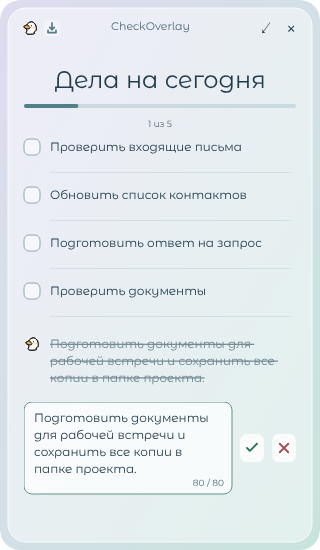 CheckOverlay
Дела на сегодня
1 из 5
Проверить входящие письма
Обновить список контактов
Подготовить ответ на запрос
Проверить документы
Подготовить документы для
рабочей встречи и сохранить все
копии в папке проекта.
Подготовить документы
для рабочей встречи и
сохранить все копии в
папке проекта.
80 / 80